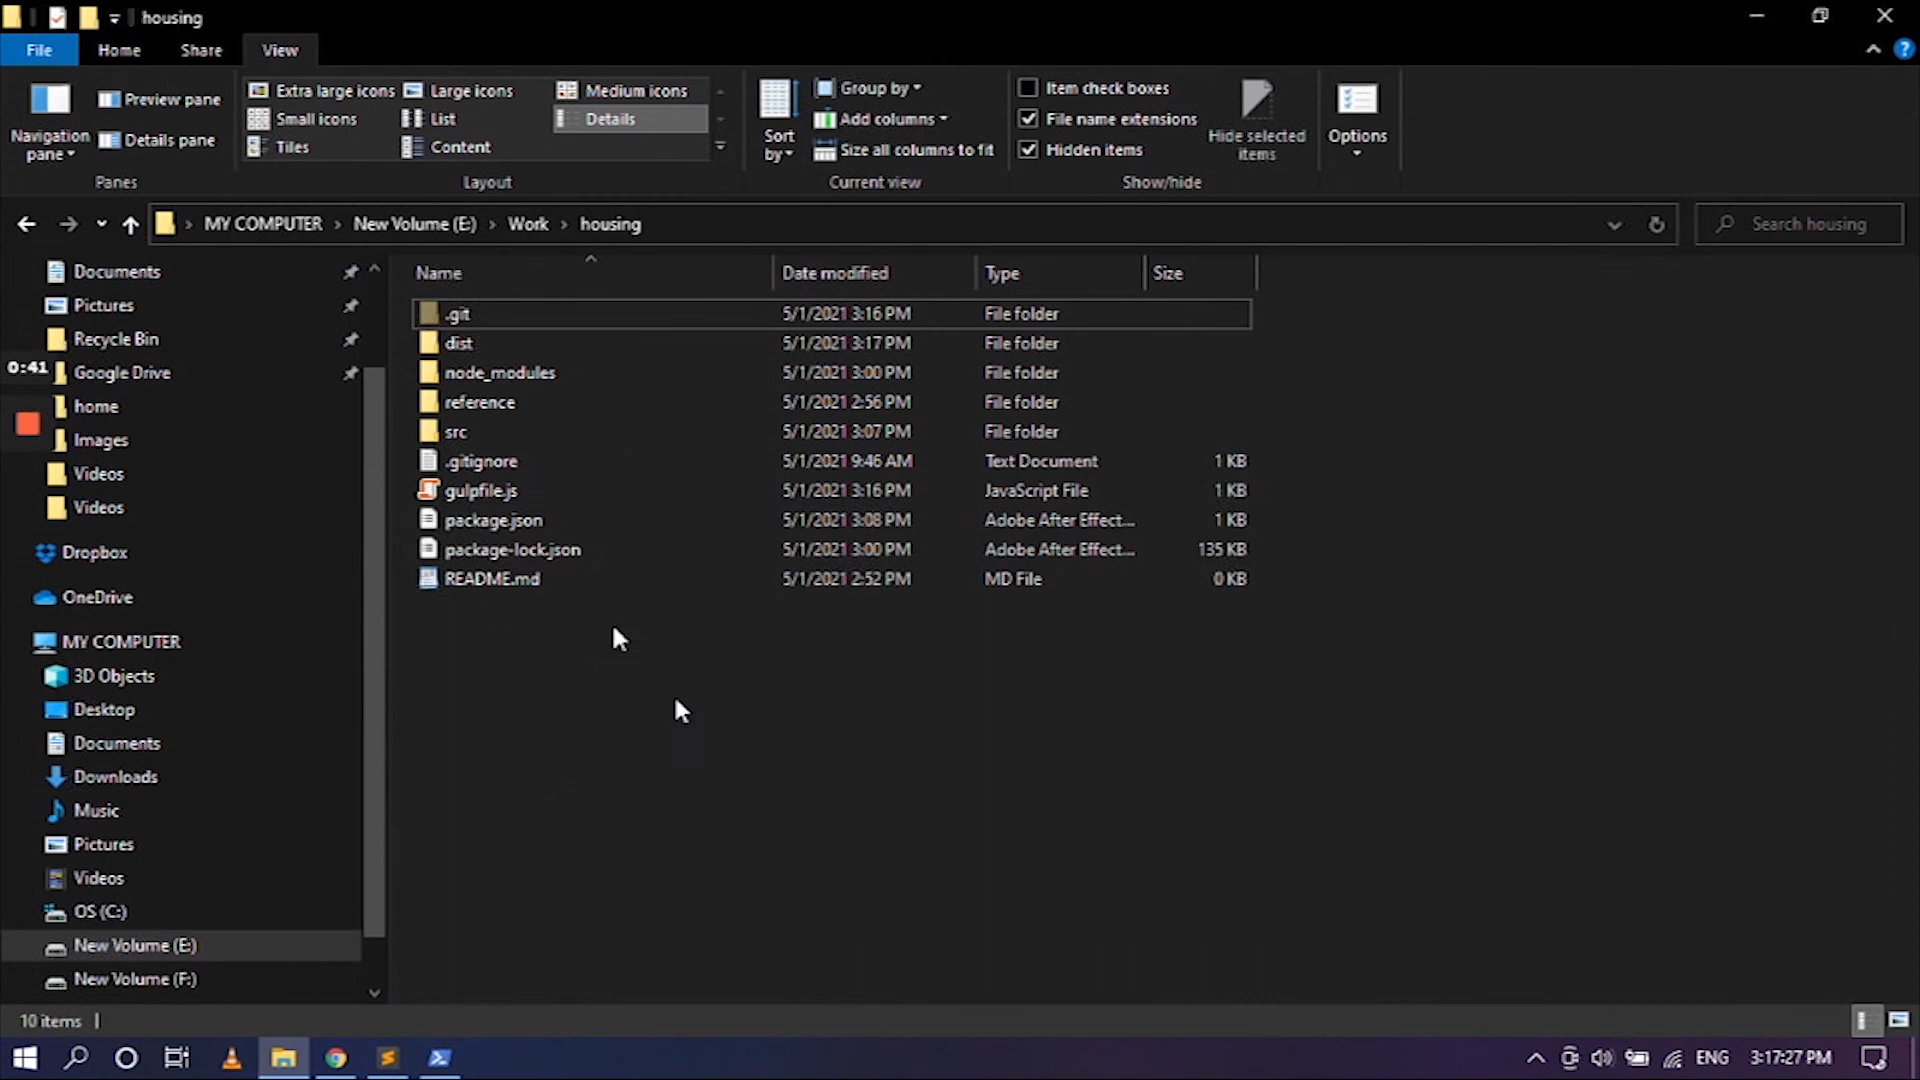 housing
File Home Share View
Navigation pane
Preview pane
Details pane
Panes
Extra large icons Large icons Medium icons
Small icons List Details
Tiles Content
Layout
Sort by
Group by
Add columns
Size all columns to fit
Current view
Item check boxes
File name extensions
Hidden items
Hide selected items
Show/hide
Options
MY COMPUTER New Volume (E:) Work housing
Search housing
Documents
Pictures
Recycle Bin
Google Drive
home
Images
Videos
Videos
Dropbox
OneDrive
MY COMPUTER
3D Objects
Desktop
Documents
Downloads
Music
Pictures
Videos
OS (C:)
New Volume (E:)
New Volume (F:)
0:41
Name Date modified Type Size
.git 5/1/2021 3:16 PM File folder
dist 5/1/2021 3:17 PM File folder
node_modules 5/1/2021 3:00 PM File folder
reference 5/1/2021 2:56 PM File folder
src 5/1/2021 3:07 PM File folder
.gitignore 5/1/2021 9:46 AM Text Document 1 KB
gulpfile.js 5/1/2021 3:16 PM JavaScript File 1 KB
package.json 5/1/2021 3:08 PM Adobe After Effect... 1 KB
package-lock.json 5/1/2021 3:00 PM Adobe After Effect... 135 KB
README.md 5/1/2021 2:52 PM MD File 0 KB
10 items
ENG 3:17:27 PM